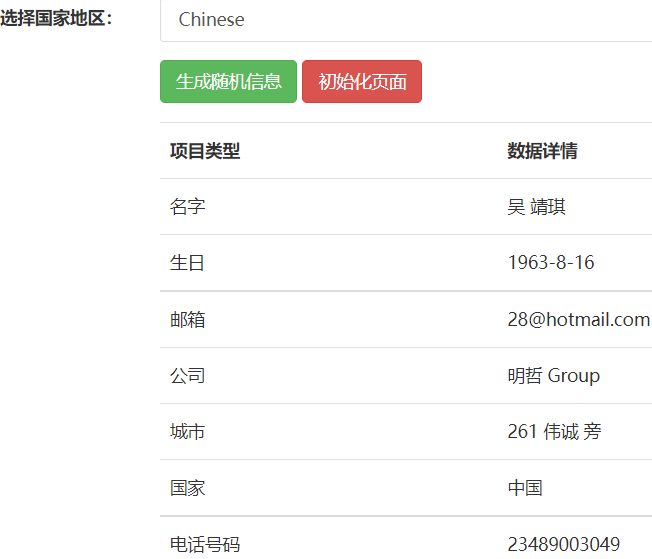 选择国家地区： Chinese
生成随机信息 初始化页面
项目类型 数据详情
名字 吴 靖琪
生日 1963-8-16
邮箱 28@hotmail.com
公司 明哲 Group
城市 261 伟诚 旁
国家 中国
电话号码 23489003049